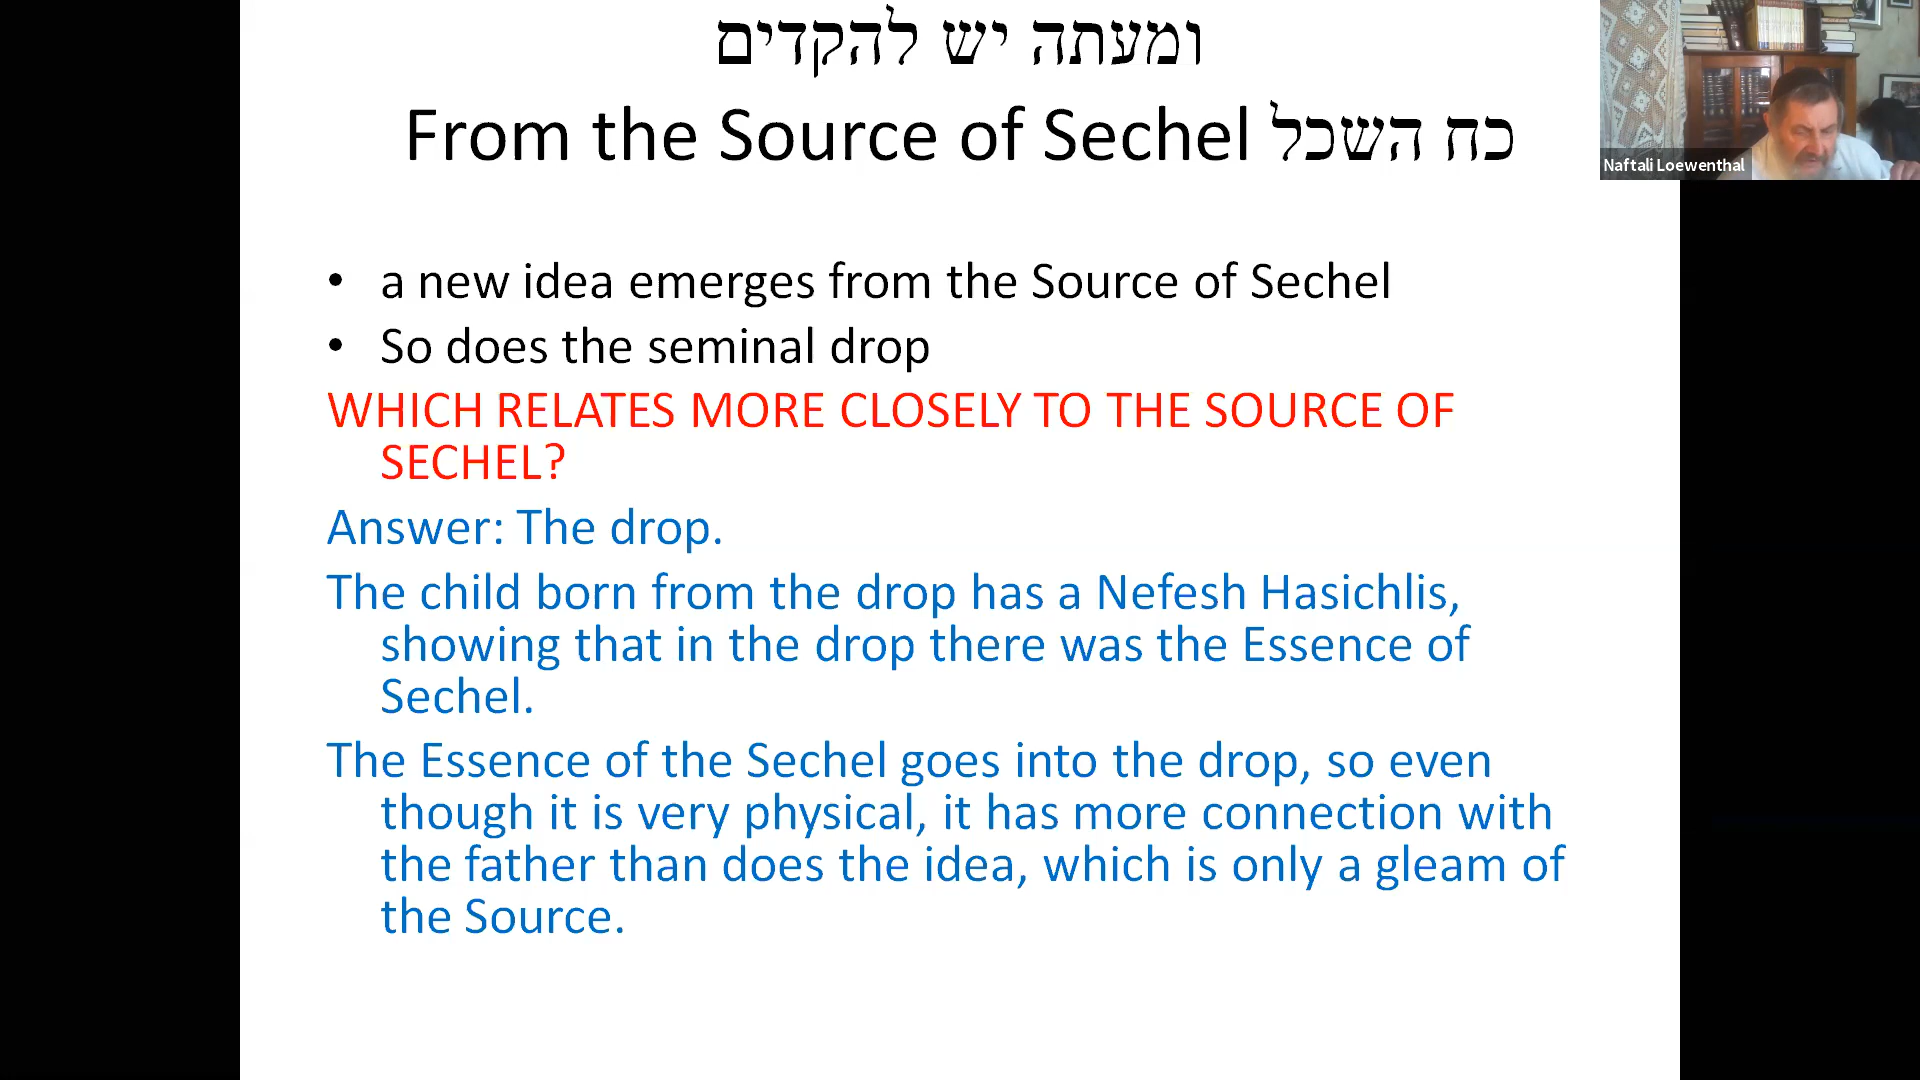 ומעתה יש להקדים
From the Source of Sechel כח השכל
Naftali Loewenthal
• a new idea emerges from the Source of Sechel
• So does the seminal drop
WHICH RELATES MORE CLOSELY TO THE SOURCE OF
SECHEL?
Answer: The drop.
The child born from the drop has a Nefesh Hasichlis,
showing that in the drop there was the Essence of
Sechel.
The Essence of the Sechel goes into the drop, so even
though it is very physical, it has more connection with
the father than does the idea, which is only a gleam of
the Source.